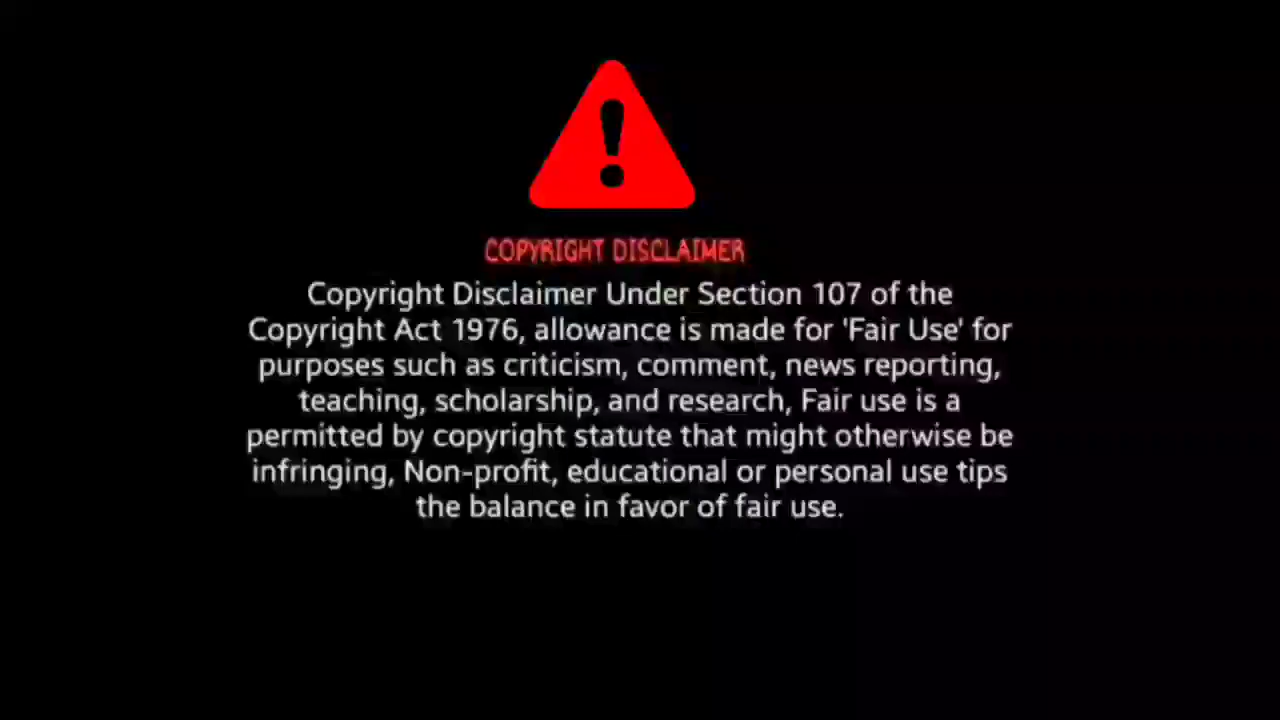 COPYRIGHT DISCLAIMER
Copyright Disclaimer Under Section 107 of the
Copyright Act 1976, allowance is made for 'Fair Use' for
purposes such as criticism, comment, news reporting,
teaching, scholarship, and research, Fair use is a
permitted by copyright statute that might otherwise be
infringing, Non-profit, educational or personal use tips
the balance in favor of fair use.